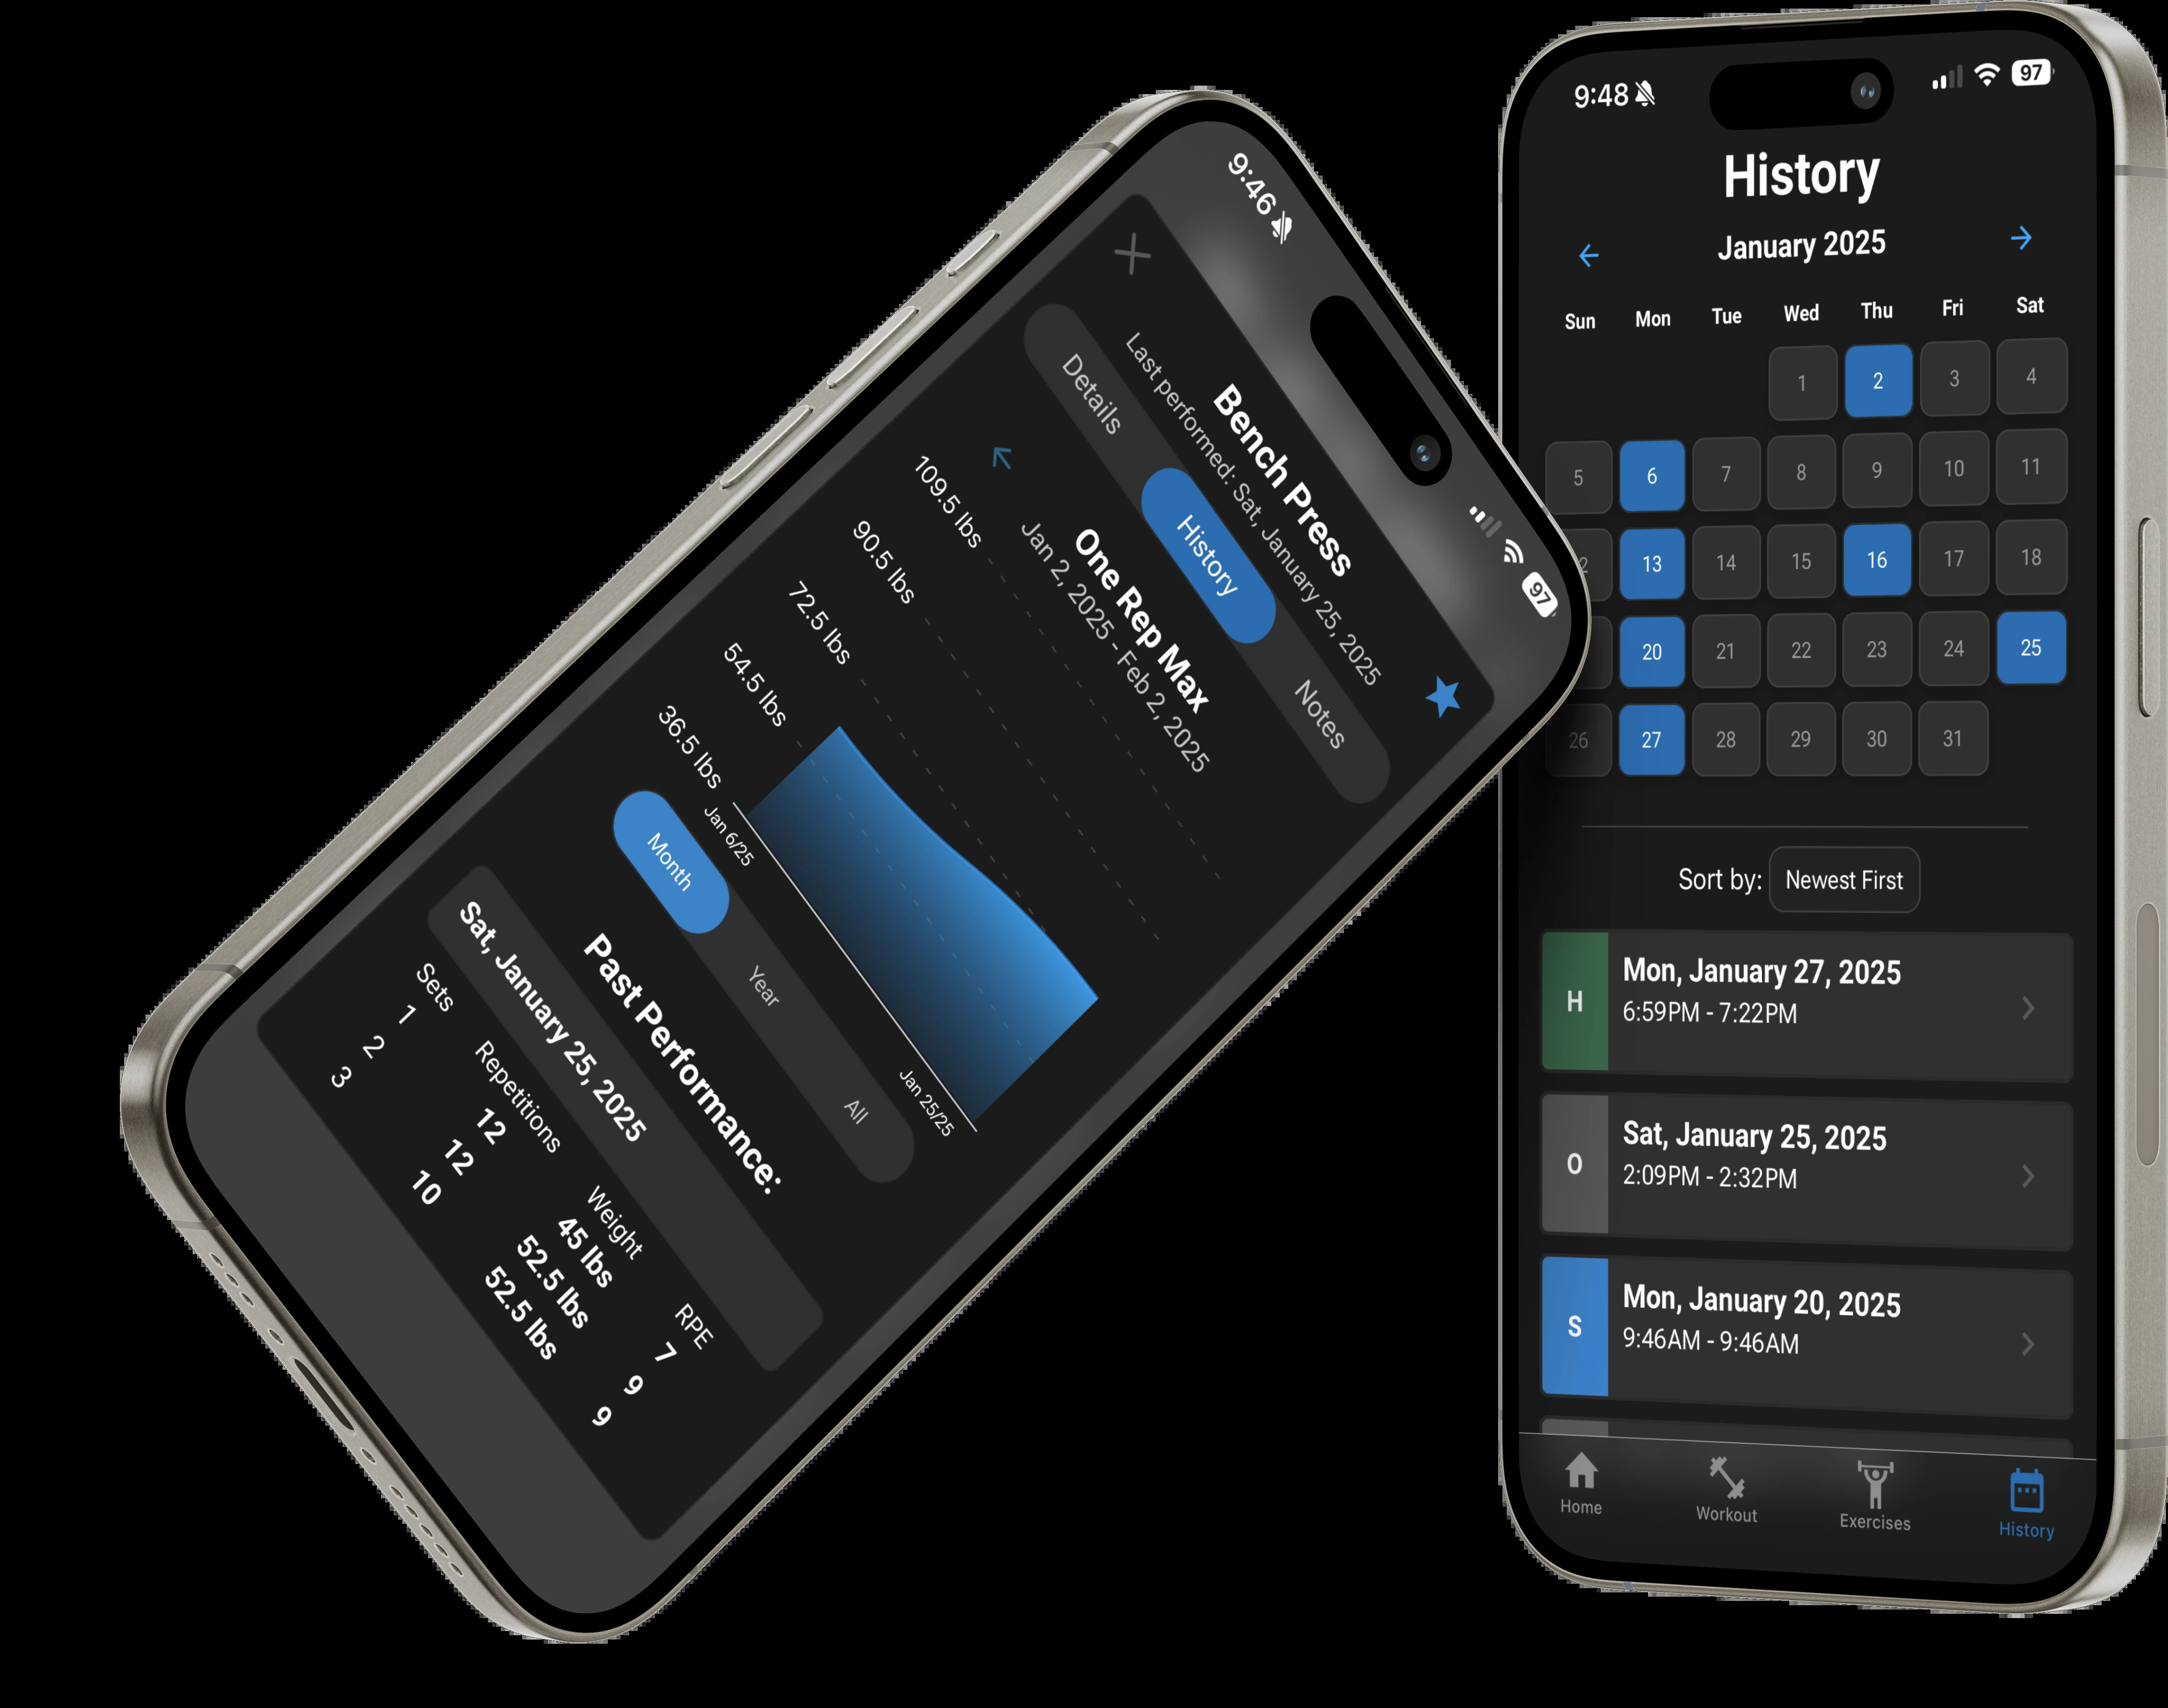 9:46
97
Bench Press
Last performed: Sat, January 25, 2025
Details History Notes
One Rep Max
Jan 2, 2025 - Feb 2, 2025
109.5 lbs
90.5 lbs
72.5 lbs
54.5 lbs
36.5 lbs
Jan 6/25 Jan 25/25
Month Year All
Past Performance:
Sat, January 25, 2025
Sets Repetitions Weight RPE
1 12 45 lbs 7
2 12 52.5 lbs 9
3 10 52.5 lbs 9
9:48 97
History
January 2025
Sun Mon Tue Wed Thu Fri Sat
1 2 3 4
5 6 7 8 9 10 11
2 13 14 15 16 17 18
20 21 22 23 24 25
26 27 28 29 30 31
Sort by: Newest First
H
Mon, January 27, 2025
6:59PM - 7:22PM
O
Sat, January 25, 2025
2:09PM - 2:32PM
S
Mon, January 20, 2025
9:46AM - 9:46AM
Home Workout Exercises History